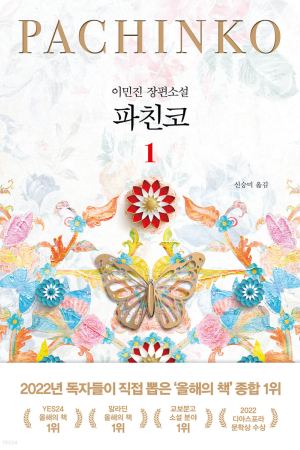 PACHINKO
이민진 장편소설
파친코
1
신승미 옮김
2022년 독자들이 직접 뽑은 ‘올해의 책’ 종합 1위
YES24
올해의 책
1위
알라딘
올해의 책
1위
교보문고
소설 분야
1위
2022
디아스포라
문학상 수상